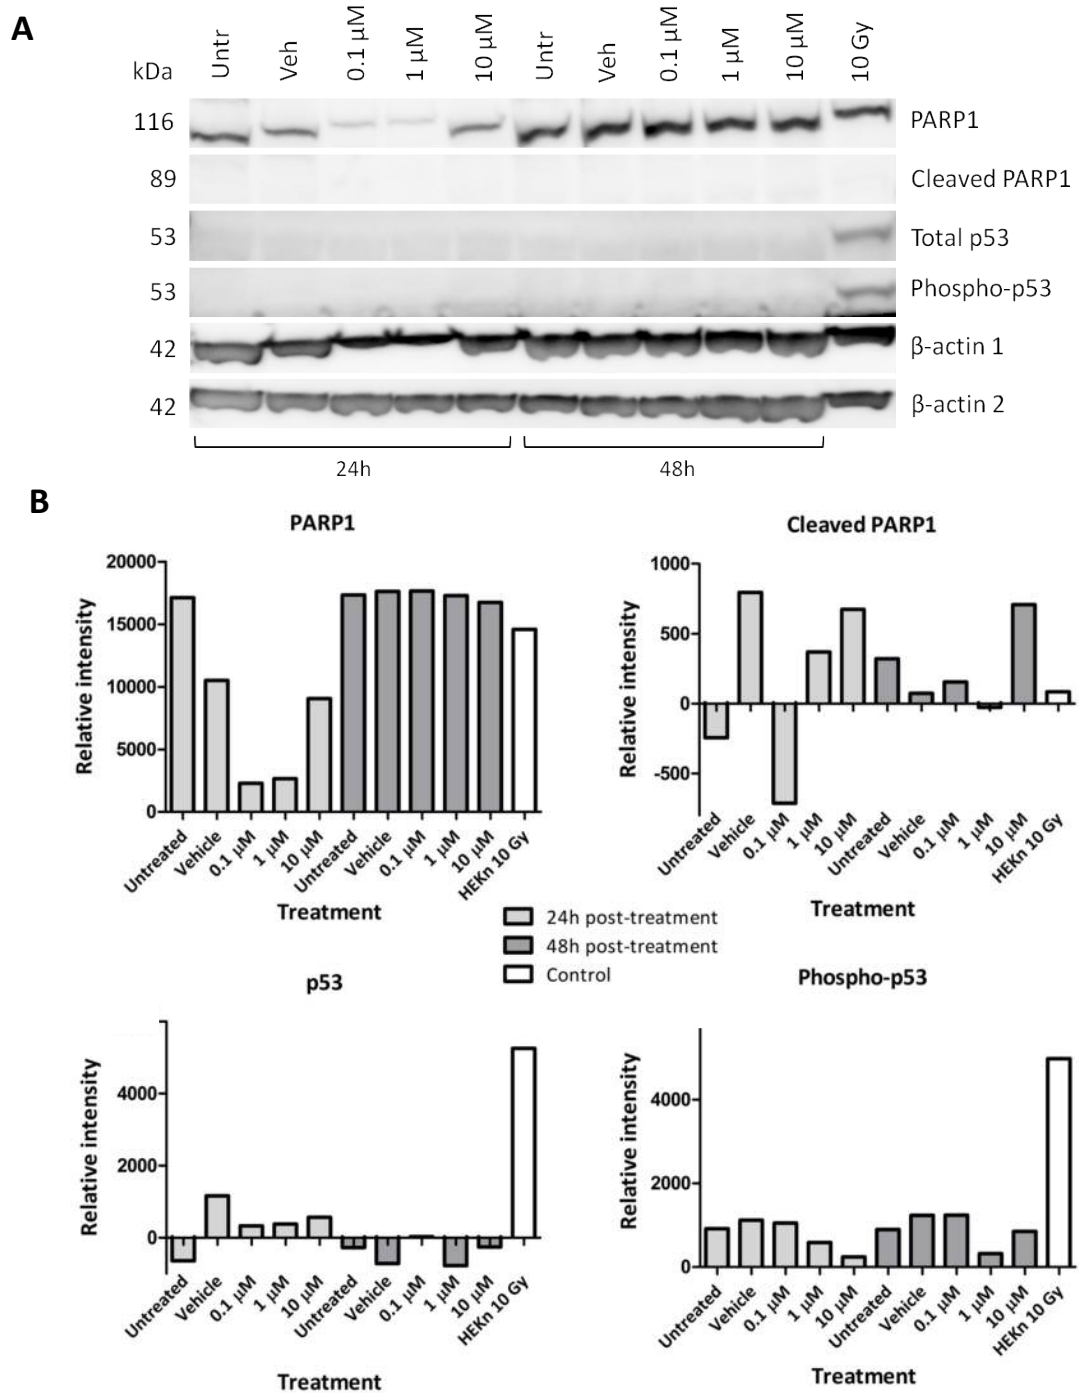 A
kDa
Untr
Veh
0.1 µM
1 µM
10 µM
Untr
Veh
0.1 µM
1 µM
10 µM
10 Gy
116
PARP1
89
Cleaved PARP1
53
Total p53
53
Phospho-p53
42
β-actin 1
42
β-actin 2
24h
48h
B
PARP1
Relative intensity
20000
15000
10000
5000
0
Untreated
Vehicle
0.1 µM
1 µM
10 µM
Untreated
Vehicle
0.1 µM
1 µM
10 µM
HEKn 10 Gy
Treatment
Cleaved PARP1
Relative intensity
1000
500
0
-500
Untreated
Vehicle
0.1 µM
1 µM
10 µM
Untreated
Vehicle
0.1 µM
1 µM
10 µM
HEKn 10 Gy
Treatment
24h post-treatment
48h post-treatment
Control
p53
Relative intensity
4000
2000
0
Untreated
Vehicle
0.1 µM
1 µM
10 µM
Untreated
Vehicle
0.1 µM
1 µM
10 µM
HEKn 10 Gy
Treatment
Phospho-p53
Relative intensity
4000
2000
0
Untreated
Vehicle
0.1 µM
1 µM
10 µM
Untreated
Vehicle
0.1 µM
1 µM
10 µM
HEKn 10 Gy
Treatment